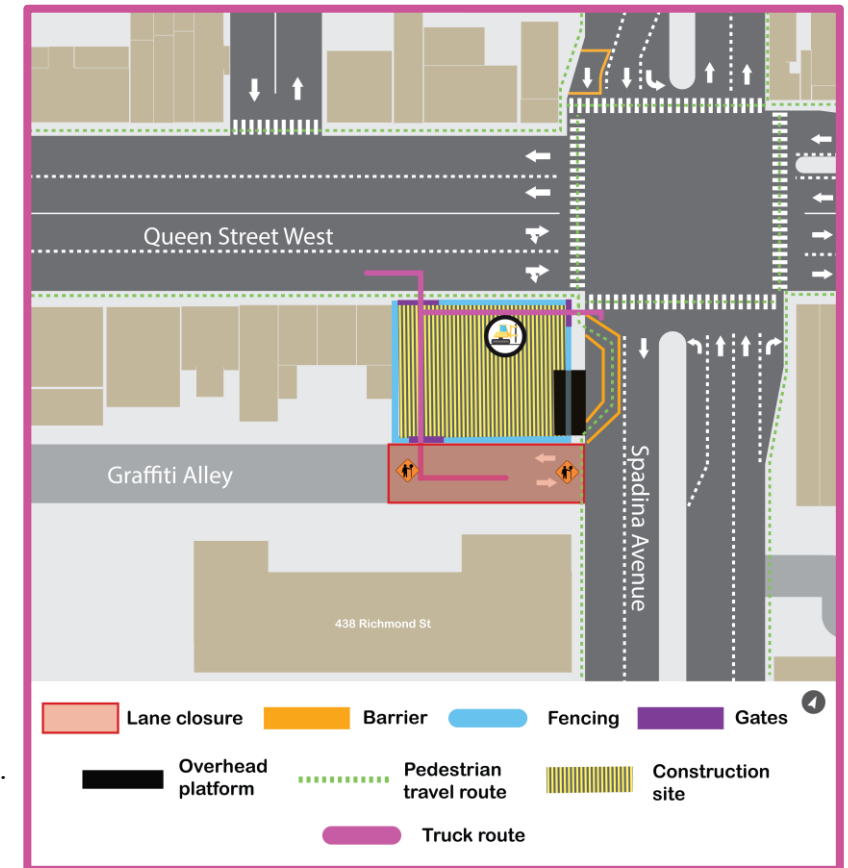 Queen Street West
Graffiti Alley
Spadina Avenue
438 Richmond St
Lane closure
Barrier
Fencing
Gates
Overhead
platform
Pedestrian
travel route
Construction
site
.
Truck route